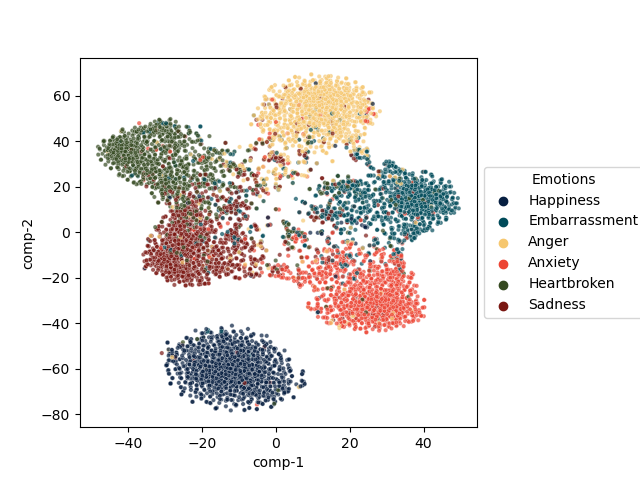 60
40
20
0
−20
−40
−60
−80
−40
−20
0
20
40
comp-1
comp-2
Emotions
Happiness
Embarrassment
Anger
Anxiety
Heartbroken
Sadness